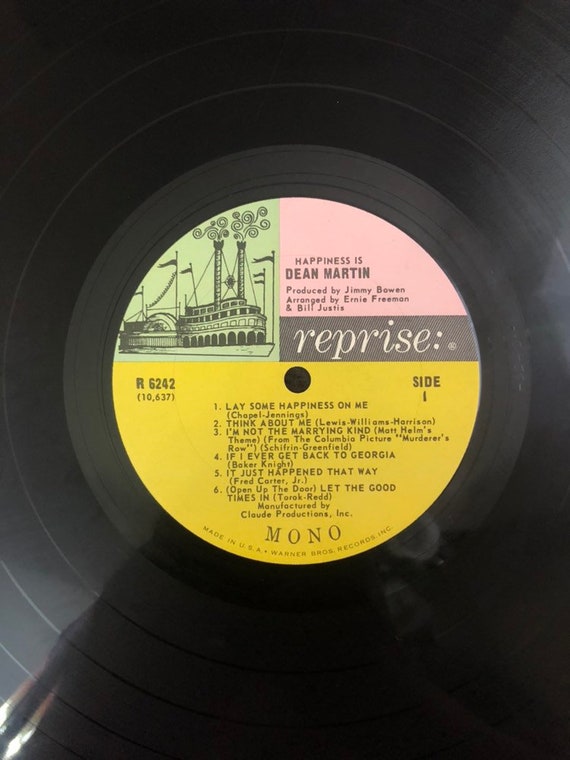 HAPPINESS IS
DEAN MARTIN
Produced by Jimmy Bowen
Arranged by Ernie Freeman
& Bill Justis
reprise:
R 6242
(10,637)
SIDE
1
1. LAY SOME HAPPINESS ON ME
(Chapel-Jennings)
2. THINK ABOUT ME (Lewis-Williams-Harrison)
3. I'M NOT THE MARRYING KIND (Matt Helm's
Theme) (From The Columbia Picture "Murderer's
Row") (Schifrin-Greenfield)
4. IF I EVER GET BACK TO GEORGIA
(Baker Knight)
5. IT JUST HAPPENED THAT WAY
(Fred Carter, Jr.)
6. (Open Up The Door) LET THE GOOD
TIMES IN (Torok-Redd)
Manufactured by
Claude Productions, Inc.
MONO
MADE IN U.S.A. • WARNER BROS. RECORDS, INC.